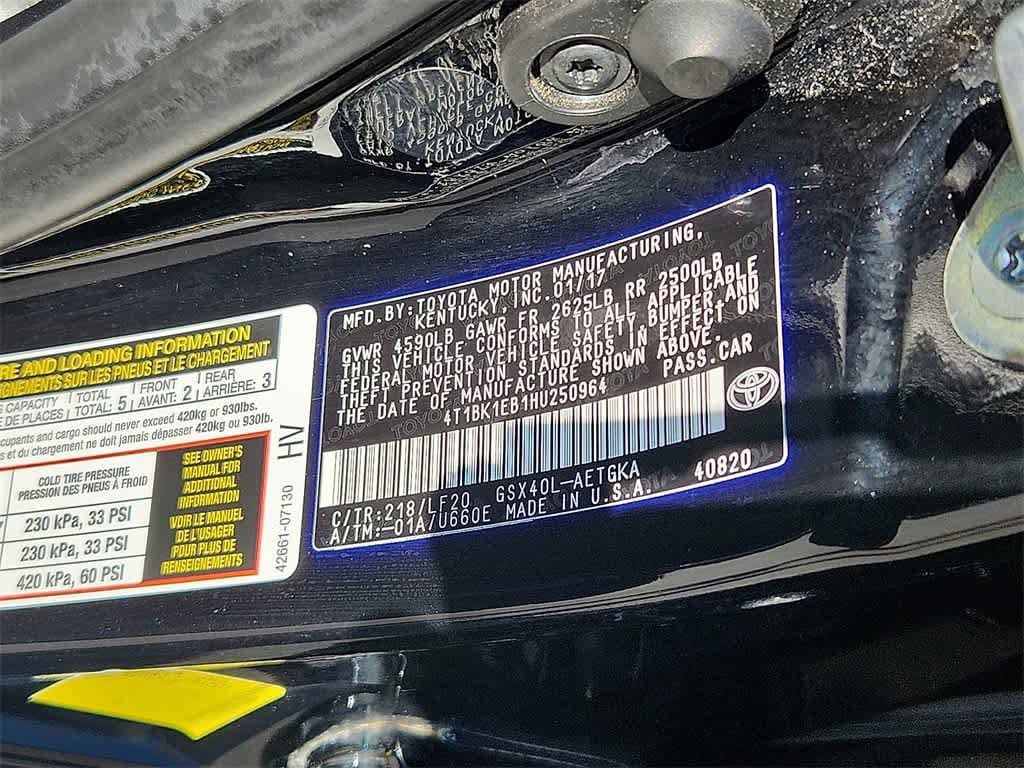 RE AND LOADING INFORMATION
SUR LES PNEUS ET LE CHARGEMENT
CAPACITY TOTAL FRONT REAR
DE PLACES TOTAL: 5 AVANT: 2 ARRIÈRE: 3
cupants and cargo should never exceed 420kg or 930lbs.
et du chargement ne doit jamais dépasser 420kg ou 930lb.
COLD TIRE PRESSURE
PRESSION DES PNEUS À FROID
230 kPa, 33 PSI
230 kPa, 33 PSI
420 kPa, 60 PSI
SEE OWNER'S
MANUAL FOR
ADDITIONAL
INFORMATION
VOIR LE MANUEL
DE L'USAGER
POUR PLUS DE
RENSEIGNEMENTS
42661-07130 HV
MFD.BY:TOYOTA MOTOR MANUFACTURING,
KENTUCKY, INC.01/17
GVWR 4590LB GAWR FR 2625LB RR 2500LB
THIS VEHICLE CONFORMS TO ALL APPLICABLE
FEDERAL MOTOR VEHICLE SAFETY BUMPER,AND
THEFT PREVENTION STANDARDS IN EFFECT ON
THE DATE OF MANUFACTURE SHOWN ABOVE.
4T1BK1EB1HU250964 PASS.CAR
C/TR:218/LF20 GSX40L-AETGKA
A/TM:-01A/U660E MADE IN U.S.A. 40820